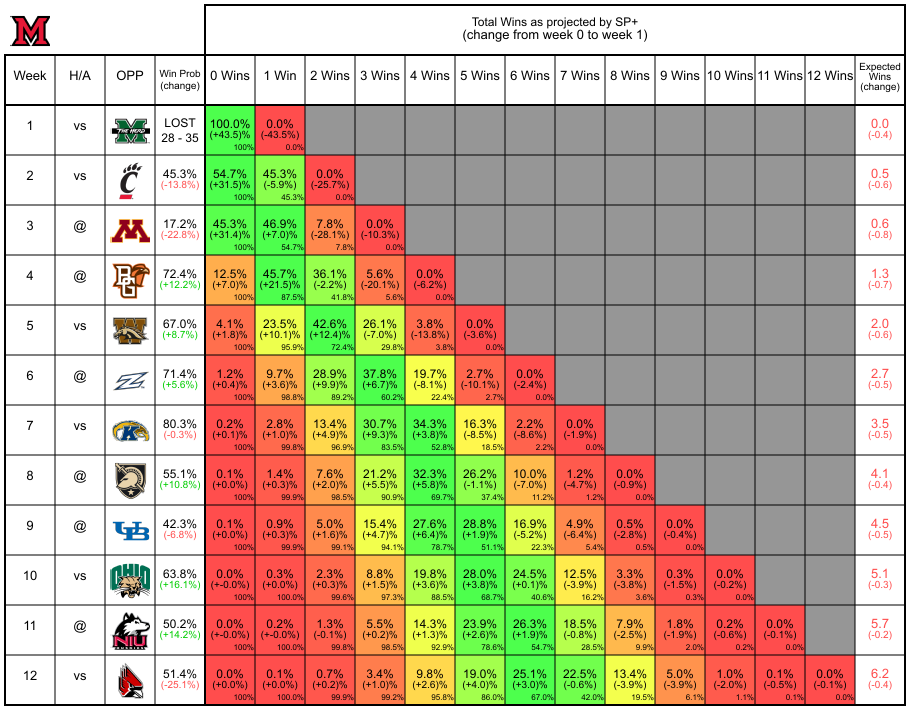 M
Total Wins as projected by SP+
(change from week 0 to week 1)
Week H/A OPP Win Prob (change) 0 Wins 1 Win 2 Wins 3 Wins 4 Wins 5 Wins 6 Wins 7 Wins 8 Wins 9 Wins 10 Wins 11 Wins 12 Wins Expected Wins (change)
1 vs THE HERD LOST 100.0% 0.0% 0.0
28 - 35 (+43.5)% (-43.5%) (-0.4)
100% 0.0%
2 vs C 45.3% 54.7% 45.3% 0.0% 0.5
(-13.8%) (+31.5)% (-5.9%) (-25.7%) (-0.6)
100% 45.3% 0.0%
3 @ M 17.2% 45.3% 46.9% 7.8% 0.0% 0.6
(-22.8%) (+31.4)% (+7.0)% (-28.1%) (-10.3%) (-0.8)
100% 54.7% 7.8% 0.0%
4 @ BG 72.4% 12.5% 45.7% 36.1% 5.6% 0.0% 1.3
(+12.2%) (+7.0)% (+21.5)% (-2.2%) (-20.1%) (-6.2%) (-0.7)
100% 87.5% 41.8% 5.6% 0.0%
5 vs W 67.0% 4.1% 23.5% 42.6% 26.1% 3.8% 0.0% 2.0
(+8.7%) (+1.8)% (+10.1)% (+12.4)% (-7.0%) (-13.8%) (-3.6%) (-0.6)
100% 95.9% 72.4% 29.8% 3.8% 0.0%
6 @ Z 71.4% 1.2% 9.7% 28.9% 37.8% 19.7% 2.7% 0.0% 2.7
(+5.6%) (+0.4)% (+3.6)% (+9.9)% (+6.7)% (-8.1%) (-10.1%) (-2.4%) (-0.5)
100% 98.8% 89.2% 60.2% 22.4% 2.7% 0.0%
7 vs K 80.3% 0.2% 2.8% 13.4% 30.7% 34.3% 16.3% 2.2% 0.0% 3.5
(-0.3%) (+0.1)% (+1.0)% (+4.9)% (+9.3)% (+3.8)% (-8.5%) (-8.6%) (-1.9%) (-0.5)
100% 99.8% 96.9% 83.5% 52.8% 18.5% 2.2% 0.0%
8 @ 55.1% 0.1% 1.4% 7.6% 21.2% 32.3% 26.2% 10.0% 1.2% 0.0% 4.1
(+10.8%) (+0.0)% (+0.3)% (+2.0)% (+5.5)% (+5.8)% (-1.1%) (-7.0%) (-4.7%) (-0.9%) (-0.4)
100% 99.9% 98.5% 90.9% 69.7% 37.4% 11.2% 1.2% 0.0%
9 @ UB 42.3% 0.1% 0.9% 5.0% 15.4% 27.6% 28.8% 16.9% 4.9% 0.5% 0.0% 4.5
(-6.8%) (+0.0)% (+0.3)% (+1.6)% (+4.7)% (+6.4)% (+1.9)% (-5.2%) (-6.4%) (-2.8%) (-0.4%) (-0.5)
100% 99.9% 99.1% 94.1% 78.7% 51.1% 22.3% 5.4% 0.5% 0.0%
10 vs OHIO 63.8% 0.0% 0.3% 2.3% 8.8% 19.8% 28.0% 24.5% 12.5% 3.3% 0.3% 0.0% 5.1
(+16.1%) (+-0.0)% (+0.0)% (+0.3)% (+1.5)% (+3.6)% (+3.8)% (+0.1)% (-3.9%) (-3.8%) (-1.5%) (-0.2%) (-0.3)
100% 100.0% 99.6% 97.3% 88.5% 68.7% 40.6% 16.2% 3.6% 0.3% 0.0%
11 @ NIU 50.2% 0.0% 0.2% 1.3% 5.5% 14.3% 23.9% 26.3% 18.5% 7.9% 1.8% 0.2% 0.0% 5.7
(+14.2%) (+-0.0)% (+-0.0)% (-0.1%) (+0.2)% (+1.3)% (+2.6)% (+1.9)% (-0.8%) (-2.5%) (-1.9%) (-0.6%) (-0.1%) (-0.2)
100% 100.0% 99.8% 98.5% 92.9% 78.6% 54.7% 28.5% 9.9% 2.0% 0.2% 0.0%
12 vs 51.4% 0.0% 0.1% 0.7% 3.4% 9.8% 19.0% 25.1% 22.5% 13.4% 5.0% 1.0% 0.1% 0.0% 6.2
(-25.1%) (+0.0)% (+0.0)% (+0.2)% (+1.0)% (+2.6)% (+4.0)% (+3.0)% (-0.6%) (-3.9%) (-3.9%) (-2.0%) (-0.5%) (-0.1%) (-0.4)
100% 100.0% 99.9% 99.2% 95.8% 86.0% 67.0% 42.0% 19.5% 6.1% 1.1% 0.1% 0.0%